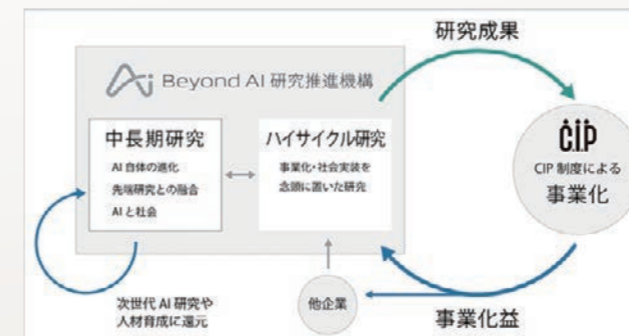 研究成果
Ai Beyond AI 研究推進機構
中長期研究
AI 自体の進化
先端研究との融合
AIと社会
ハイサイクル研究
事業化・社会実装を
念頭に置いた研究
CIP
CIP 制度による
事業化
次世代 AI 研究や
人材育成に還元
他企業
事業化益